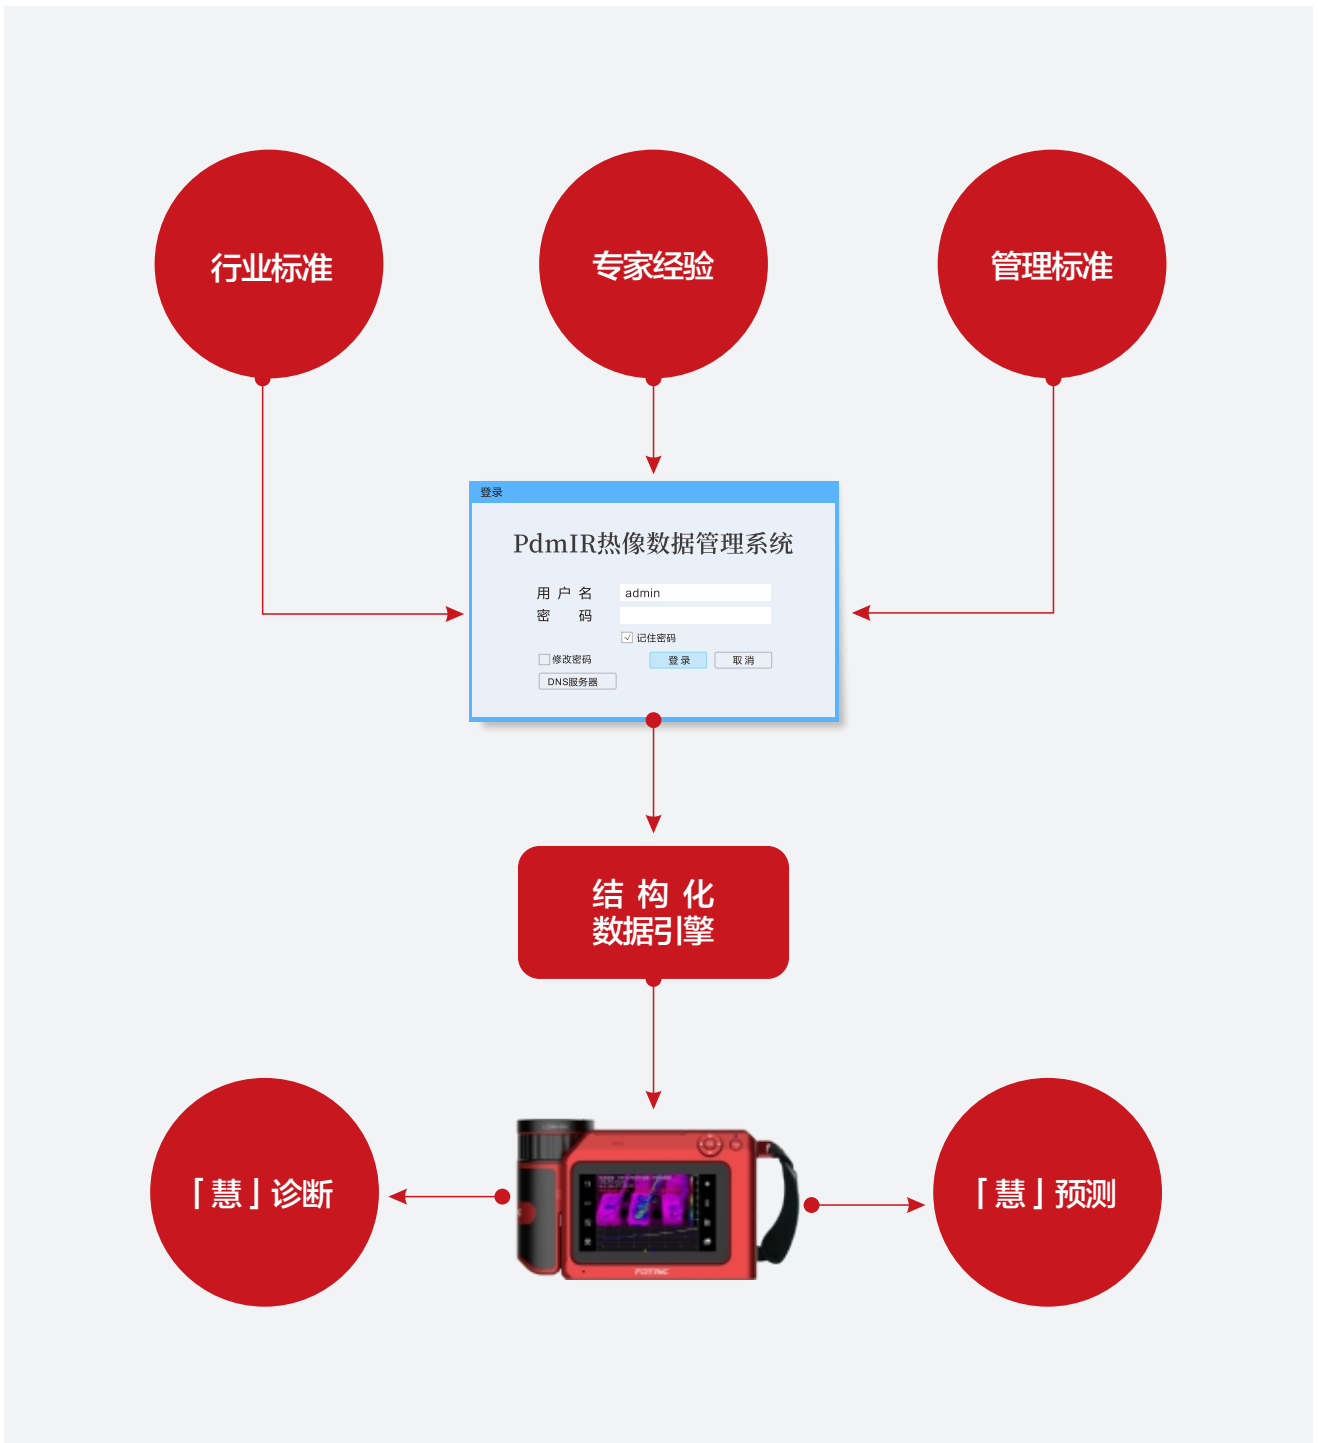 行业标准
专家经验
管理标准
登录
PdmIR热像数据管理系统
用户名 admin
密码
记住密码
修改密码
登录 取消
DNS服务器
结构化
数据引擎
「慧」诊断
「慧」预测